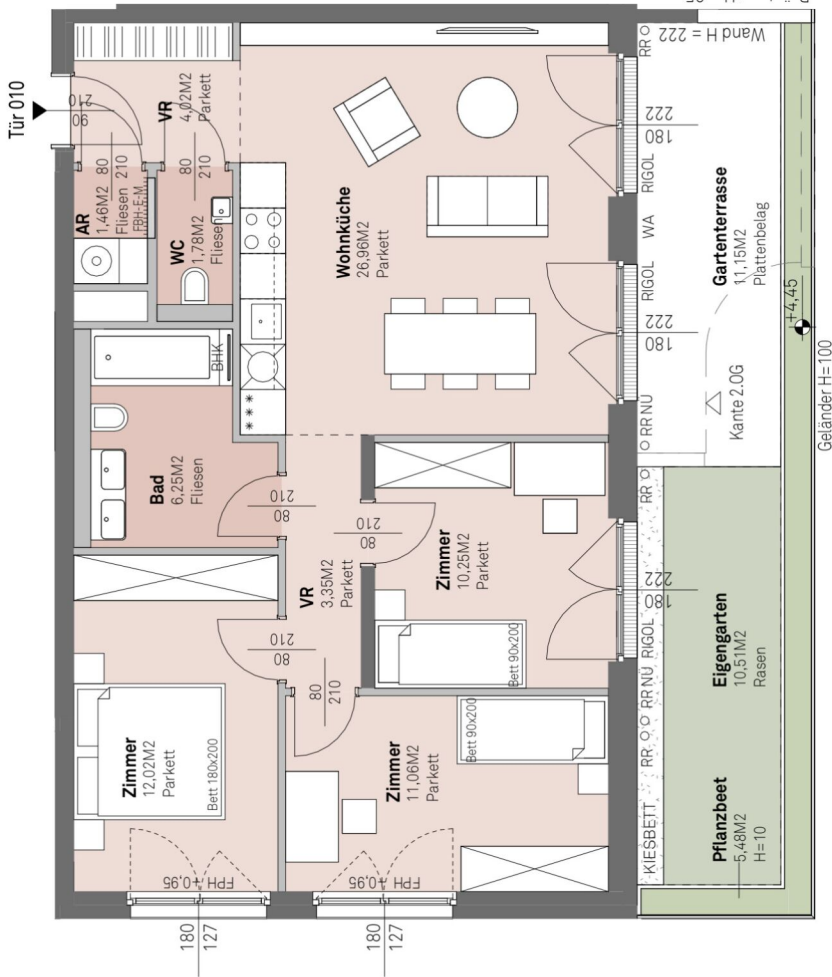 Tür 010
90
210
VR
4,02M2
Parkett
AR
1,46M2
Fliesen
FBH-E-M
80
210
WC
1,78M2
Fliesen
80
210
Wohnküche
26,96M2
Parkett
BHK
Bad
6,25M2
Fliesen
80
210
VR
3,35M2
Parkett
80
210
80
210
80
210
Zimmer
12,02M2
Parkett
Bett 180x200
Zimmer
10,25M2
Parkett
Bett 90x200
Zimmer
11,06M2
Parkett
Bett 90x200
FPH +0,95
FPH +0,95
180
127
180
127
180
222
180
222
180
222
Wand H = 222
RR
RIGOL
WA
RIGOL
RR NU
RR
RIGOL
RR NU
RR
KIESBETT
Gartenterrasse
11,15M2
Plattenbelag
Kante 2.OG
+4,45
Geländer H=100
Eigengarten
10,51M2
Rasen
Pflanzbeet
5,48M2
H=10